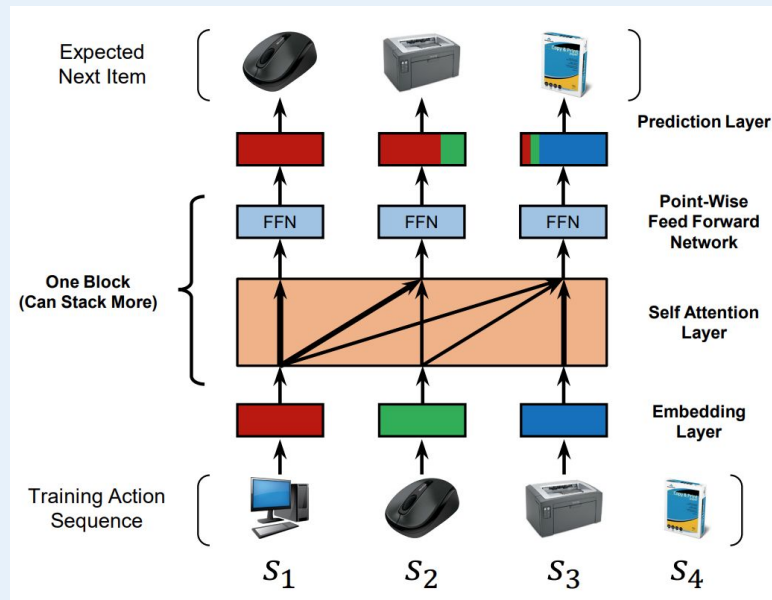 Expected
Next Item
Prediction Layer
FFN
FFN
FFN
Point-Wise
Feed Forward
Network
One Block
(Can Stack More)
Self Attention
Layer
Embedding
Layer
Training Action
Sequence
S1
S2
S3
S4